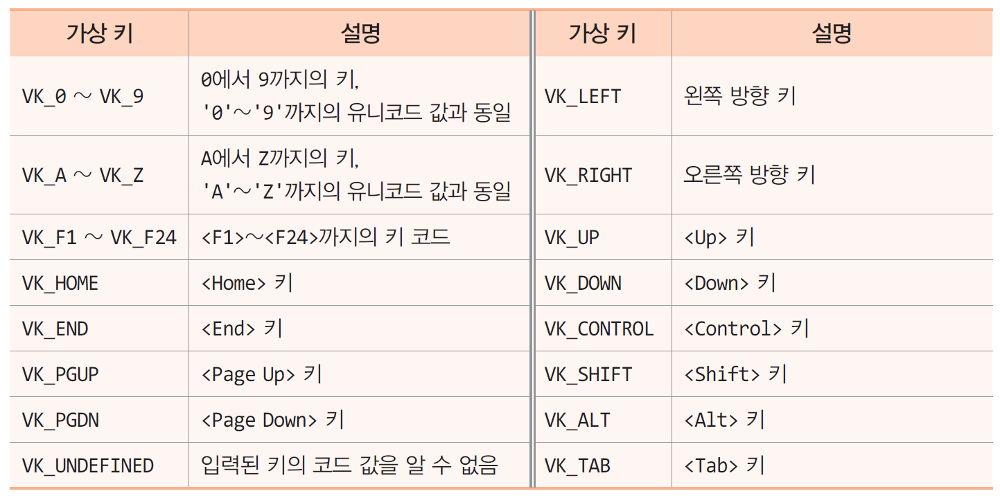 가상 키 설명 가상 키 설명
VK_0 ~ VK_9 0에서 9까지의 키, VK_LEFT 왼쪽 방향 키
'0'~'9'까지의 유니코드 값과 동일
VK_A ~ VK_Z A에서 Z까지의 키, VK_RIGHT 오른쪽 방향 키
'A'~'Z'까지의 유니코드 값과 동일
VK_F1 ~ VK_F24 <F1>~<F24>까지의 키 코드 VK_UP <Up> 키
VK_HOME <Home> 키 VK_DOWN <Down> 키
VK_END <End> 키 VK_CONTROL <Control> 키
VK_PGUP <Page Up> 키 VK_SHIFT <Shift> 키
VK_PGDN <Page Down> 키 VK_ALT <Alt> 키
VK_UNDEFINED 입력된 키의 코드 값을 알 수 없음 VK_TAB <Tab> 키